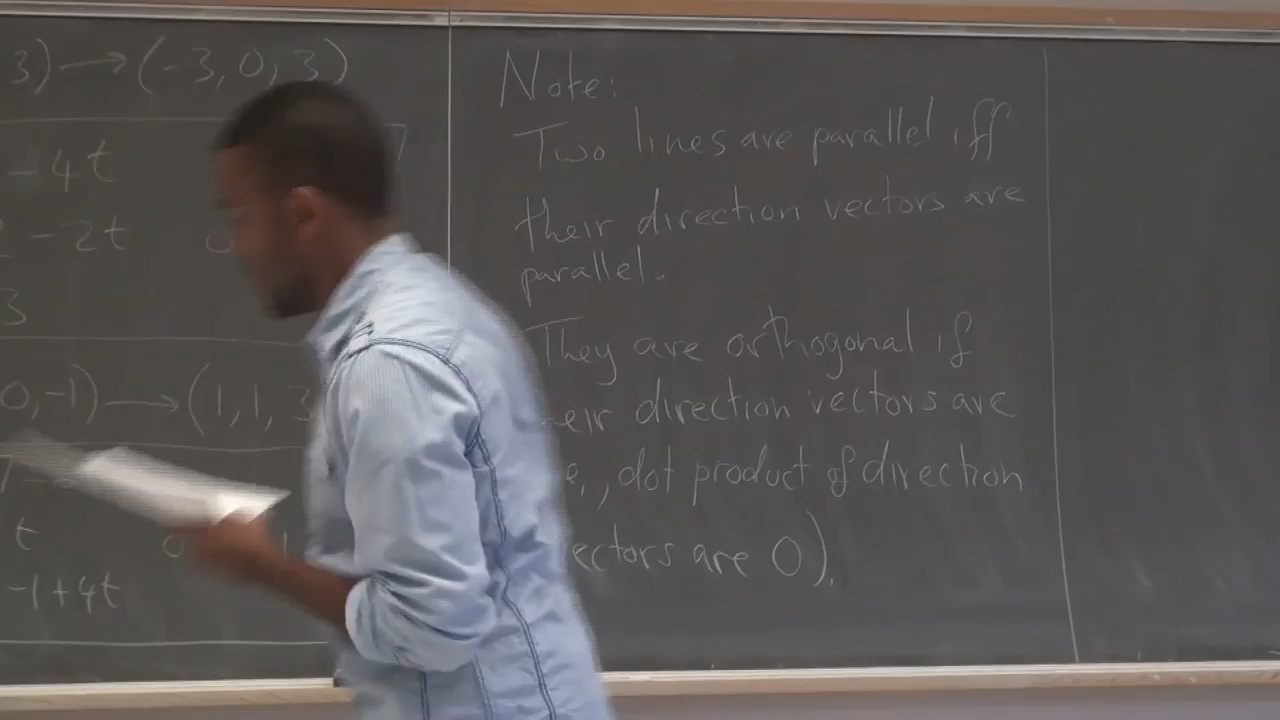 3) → (-3, 0, 3)
-4t
-2t
3
0, -1) → (1, 1, 3
t
-1+4t
Note:
Two lines are parallel iff
their direction vectors are
parallel.
They are orthogonal if
direction vectors are
dot product of direction
are 0).